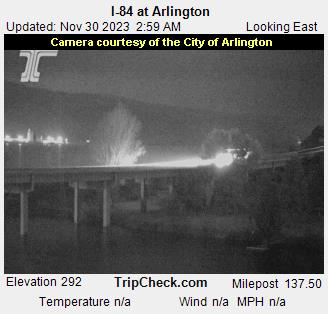 I-84 at Arlington
Updated: Nov 30 2023 2:59 AM Looking East
Camera courtesy of the City of Arlington
Elevation 292 TripCheck.com Milepost 137.50
Temperature n/a Wind n/a MPH n/a